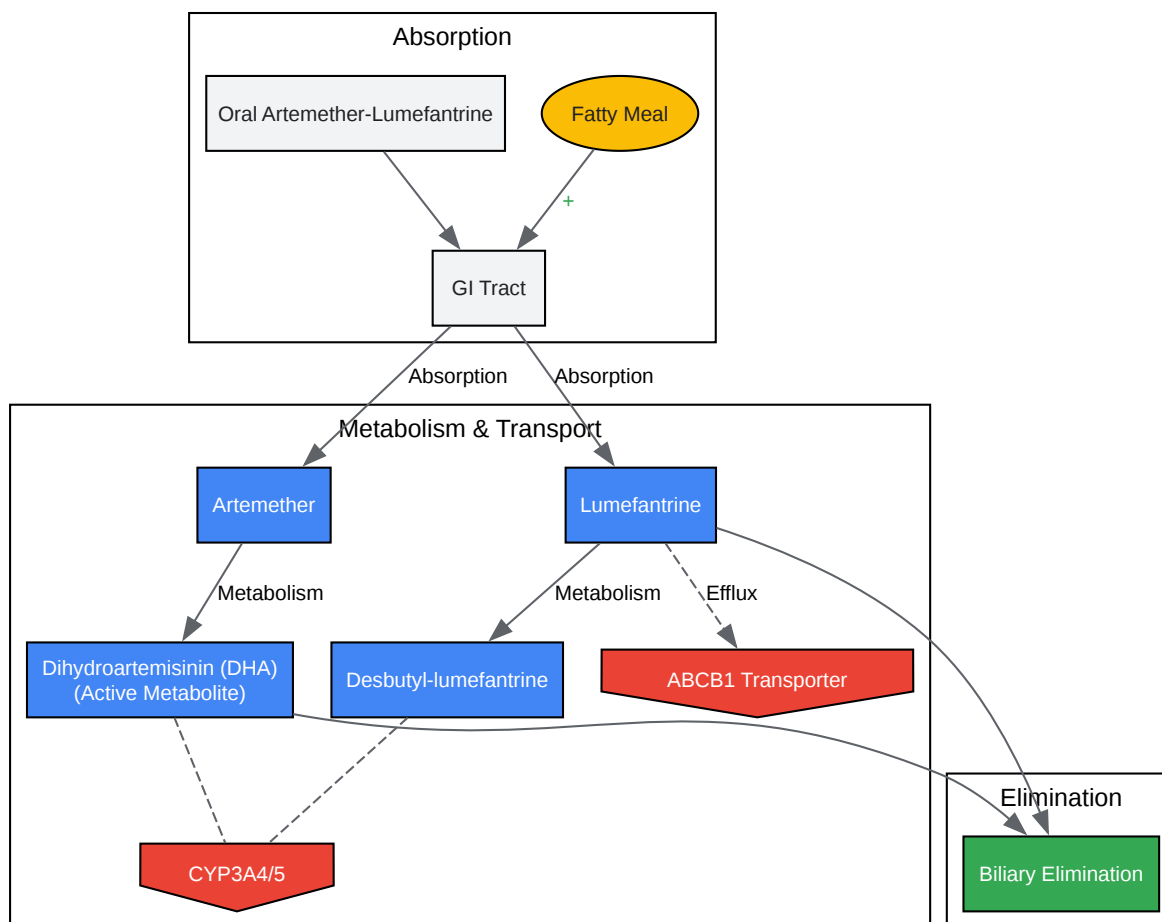 Absorption
Oral Artemether-Lumefantrine
Fatty Meal
+
GI Tract
Absorption
Absorption
Metabolism & Transport
Artemether
Lumefantrine
Metabolism
Metabolism
Efflux
Dihydroartemisinin (DHA)
(Active Metabolite)
Desbutyl-lumefantrine
ABCB1 Transporter
Elimination
CYP3A4/5
Biliary Elimination